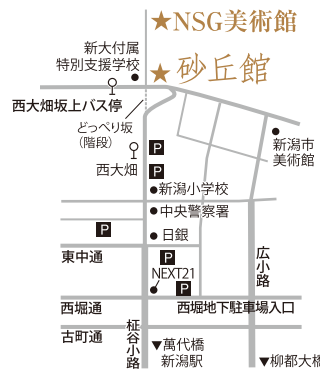 ★NSG美術館
新大付属
特別支援学校
★砂丘館
西大畑坂上バス停
どっぺり坂
(階段)
P
新潟市
美術館
西大畑
P
新潟小学校
中央警察署
P
日銀
東中通
P
広小路
NEXT21
P
西堀通
西堀地下駐車場入口
古町通
柾谷小路
▼萬代橋
新潟駅
▼柳都大橋